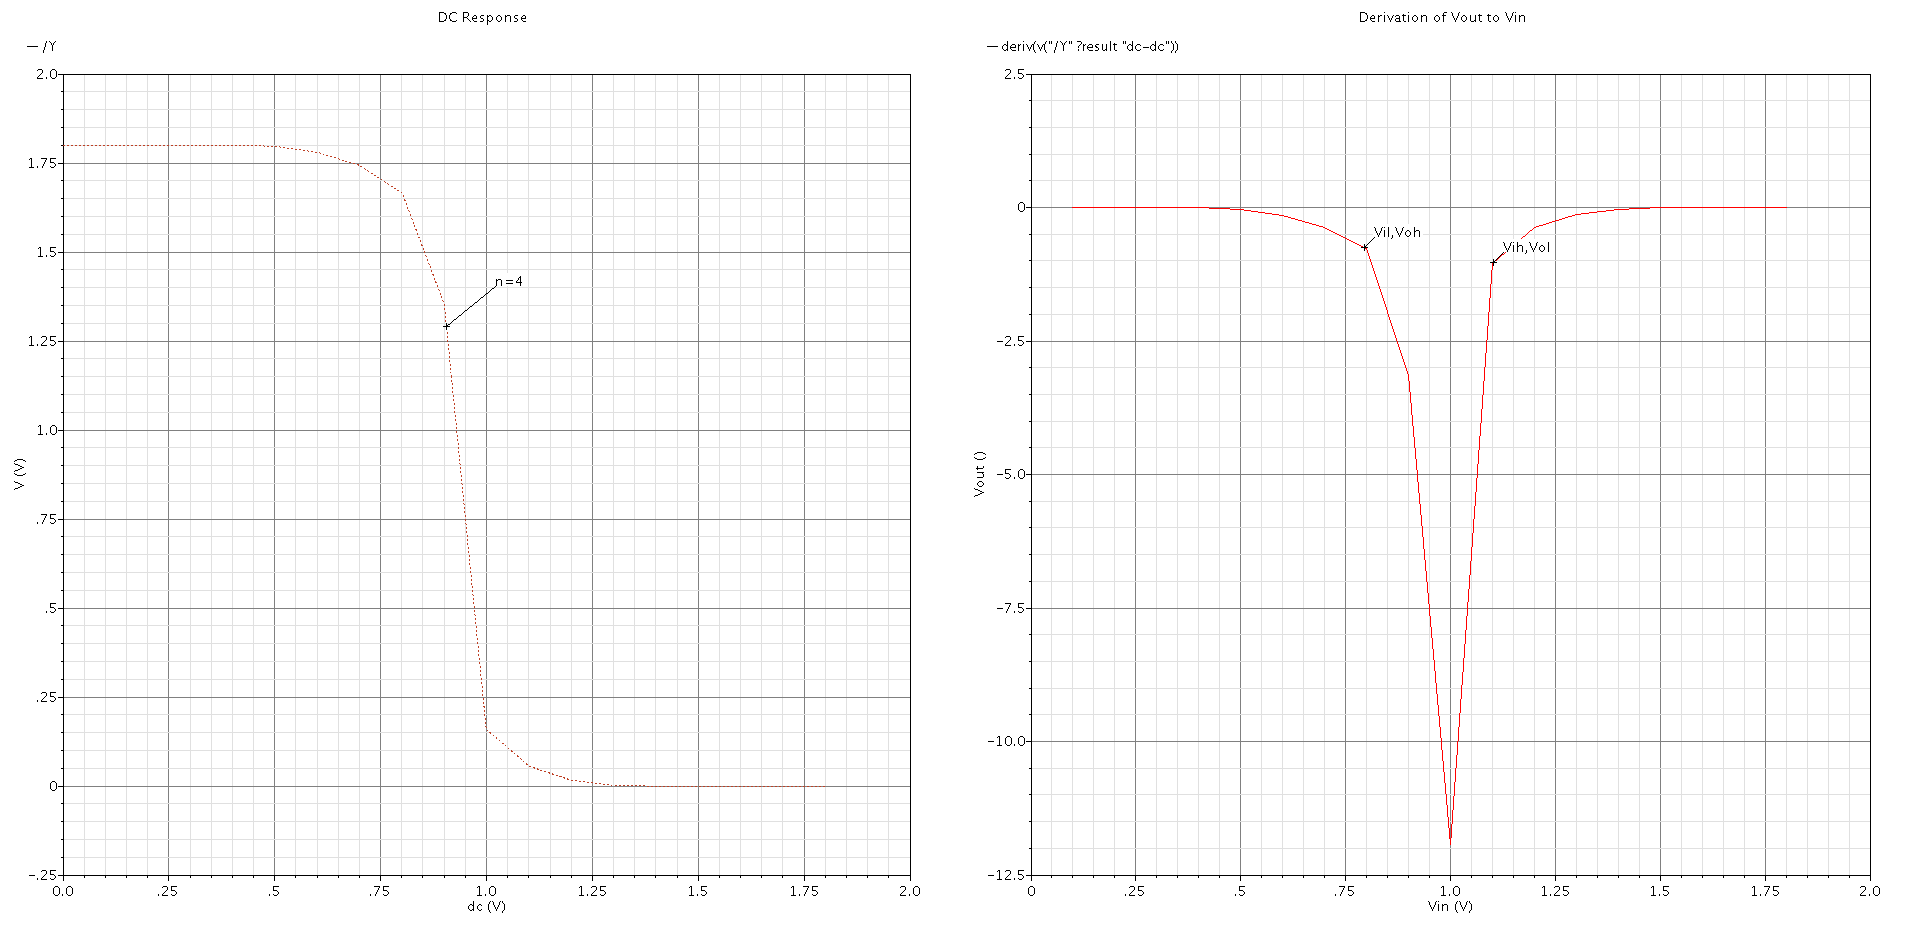 DC Response
— /Y
2.0
1.75
1.5
1.25
1.0
.75
.5
.25
0
-.25
V (V)
n=4
0.0 .25 .5 .75 1.0 1.25 1.5 1.75 2.0
dc (V)
Derivation of Vout to Vin
— deriv(v("/Y" ?result "dc-dc"))
2.5
0
-2.5
-5.0
-7.5
-10.0
-12.5
Vout ()
Vil,Voh
Vih,Vol
0 .25 .5 .75 1.0 1.25 1.5 1.75 2.0
Vin (V)